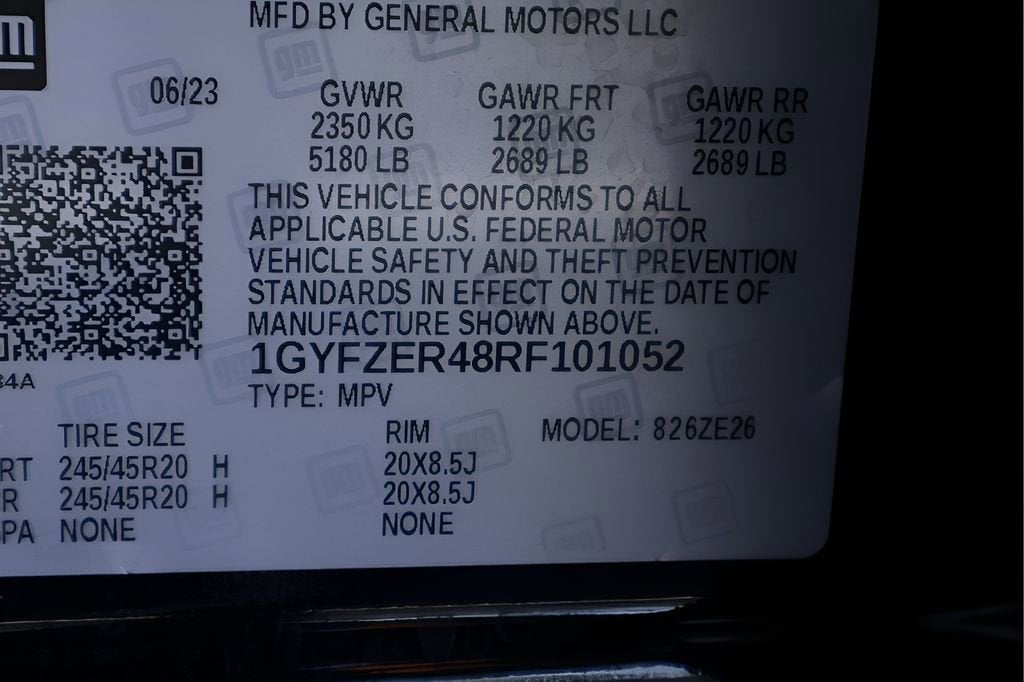 MFD BY GENERAL MOTORS LLC
06/23 GVWR GAWR FRT GAWR RR
2350 KG 1220 KG 1220 KG
5180 LB 2689 LB 2689 LB
THIS VEHICLE CONFORMS TO ALL
APPLICABLE U.S. FEDERAL MOTOR
VEHICLE SAFETY AND THEFT PREVENTION
STANDARDS IN EFFECT ON THE DATE OF
MANUFACTURE SHOWN ABOVE.
1GYFZER48RF101052
84A
TYPE: MPV
TIRE SIZE RIM MODEL: 826ZE26
RT 245/45R20 H 20X8.5J
R 245/45R20 H 20X8.5J
PA NONE NONE